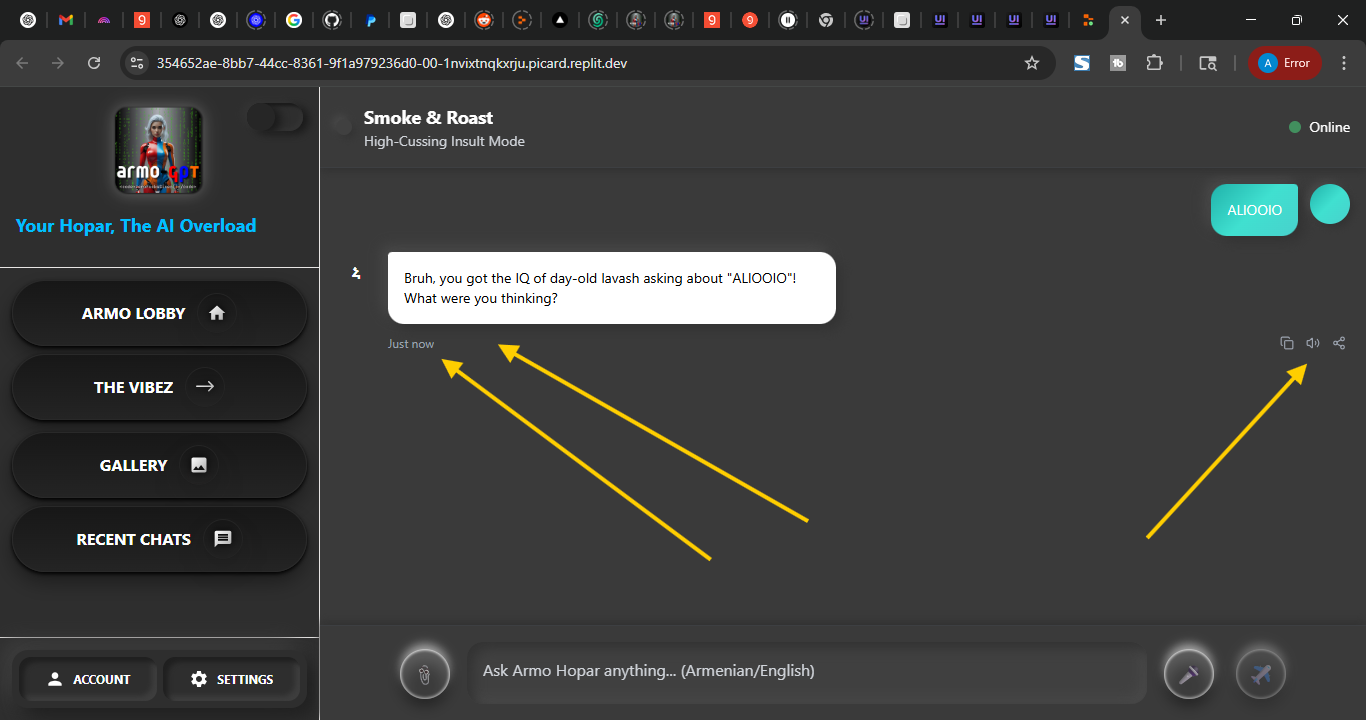 354652ae-8bb7-44cc-8361-9f1a979236d0-00-1nvixtnqkxrju.picard.replit.dev
A
Error
armo GPT
Your Hopar, The AI Overload
ARMO LOBBY
THE VIBEZ
GALLERY
RECENT CHATS
ACCOUNT
SETTINGS
Smoke & Roast
High-Cussing Insult Mode
Online
ALIOOIO
Bruh, you got the IQ of day-old lavash asking about "ALIOOIO"!
What were you thinking?
Just now
Ask Armo Hopar anything... (Armenian/English)